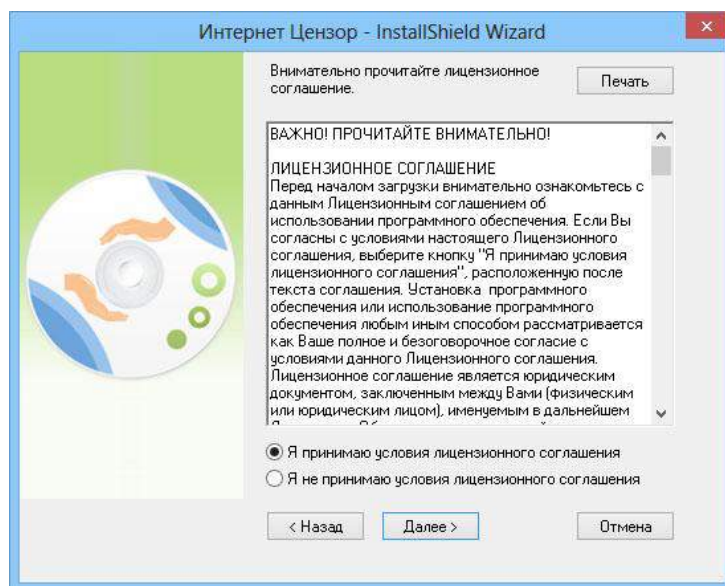 Интернет Цензор - InstallShield Wizard
Внимательно прочитайте лицензионное
соглашение.
Печать
ВАЖНО! ПРОЧИТАЙТЕ ВНИМАТЕЛЬНО!
ЛИЦЕНЗИОННОЕ СОГЛАШЕНИЕ
Перед началом загрузки внимательно ознакомьтесь с
данным Лицензионным соглашением об
использовании программного обеспечения. Если Вы
согласны с условиями настоящего Лицензионного
соглашения, выберите кнопку "Я принимаю условия
лицензионного соглашения", расположенную после
текста соглашения. Установка программного
обеспечения или использование программного
обеспечения любым иным способом рассматривается
как Ваше полное и безоговорочное согласие с
условиями данного Лицензионного соглашения.
Лицензионное соглашение является юридическим
документом, заключенным между Вами (физическим
или юридическим лицом), именуемым в дальнейшем
Я принимаю условия лицензионного соглашения
Я не принимаю условия лицензионного соглашения
< Назад
Далее >
Отмена